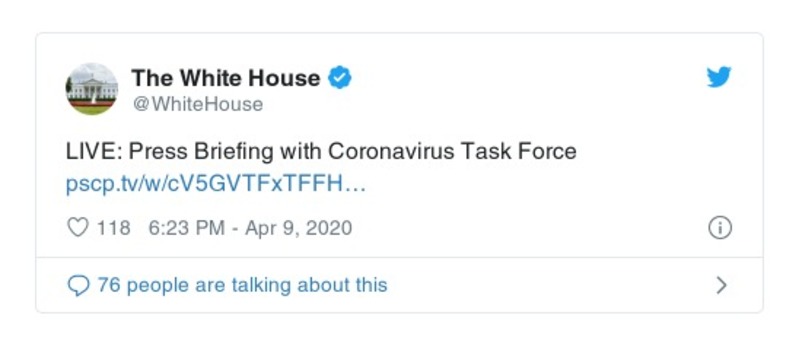 The White House
@WhiteHouse
LIVE: Press Briefing with Coronavirus Task Force
pscp.tv/w/cV5GVTFxTFFH…
118 6:23 PM - Apr 9, 2020
76 people are talking about this